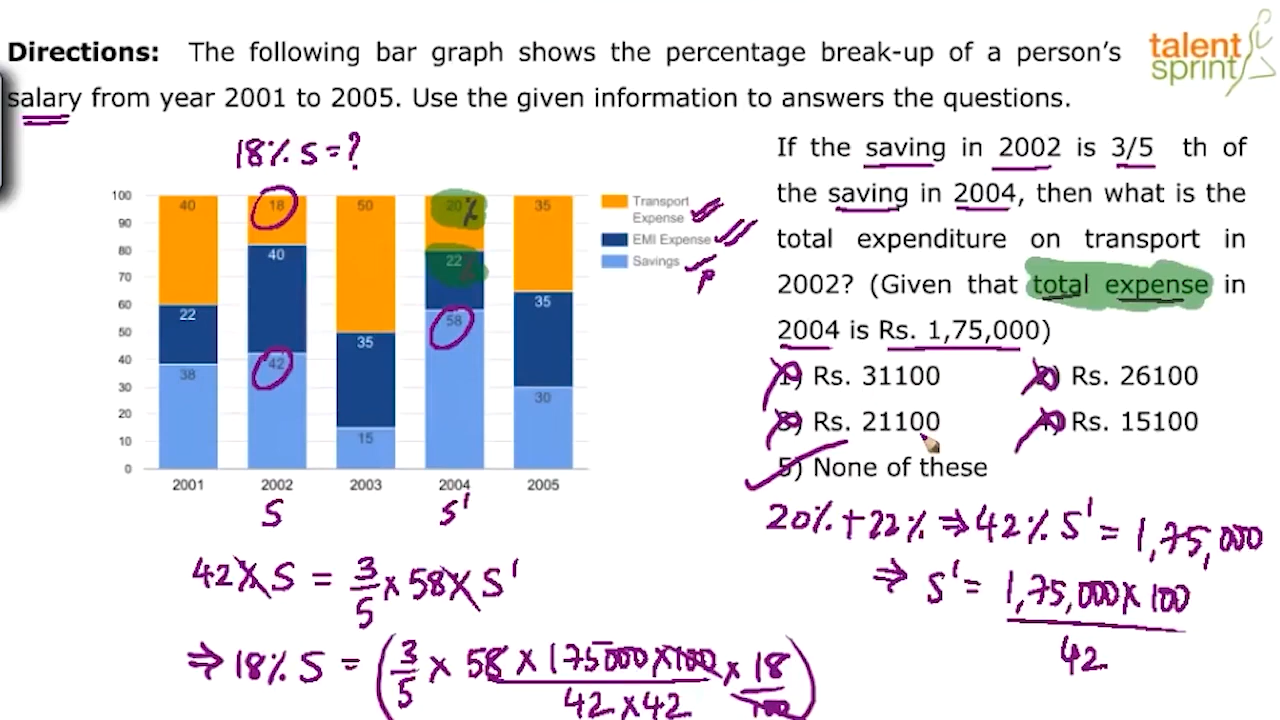 Directions: The following bar graph shows the percentage break-up of a person's
salary from year 2001 to 2005. Use the given information to answers the questions.
talent
sprint
18% S = ?
100
90
80
70
60
50
40
30
20
10
0
40
22
38
18
40
42
50
35
15
20%
22%
58
35
35
30
2001 2002 2003 2004 2005
S S'
Transport
Expense
EMI Expense
Savings
If the saving in 2002 is 3/5 th of
the saving in 2004, then what is the
total expenditure on transport in
2002? (Given that total expense in
2004 is Rs. 1,75,000)
1) Rs. 31100 2) Rs. 26100
3) Rs. 21100 4) Rs. 15100
5) None of these
20% + 22% ⇒ 42% S' = 1,75,000
⇒ S' = 1,75,000 × 100
42
42% S = 3/5 × 58% S'
⇒ 18% S = (3/5 × 58 × 175000 × 100 × 18
42 × 42 100)